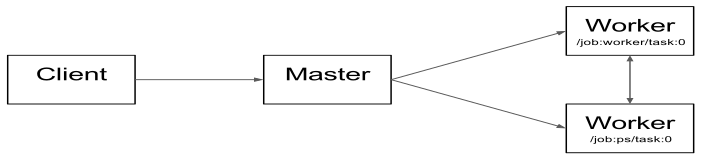 Client
Master
Worker
/job:worker/task:0
Worker
/job:ps/task:0